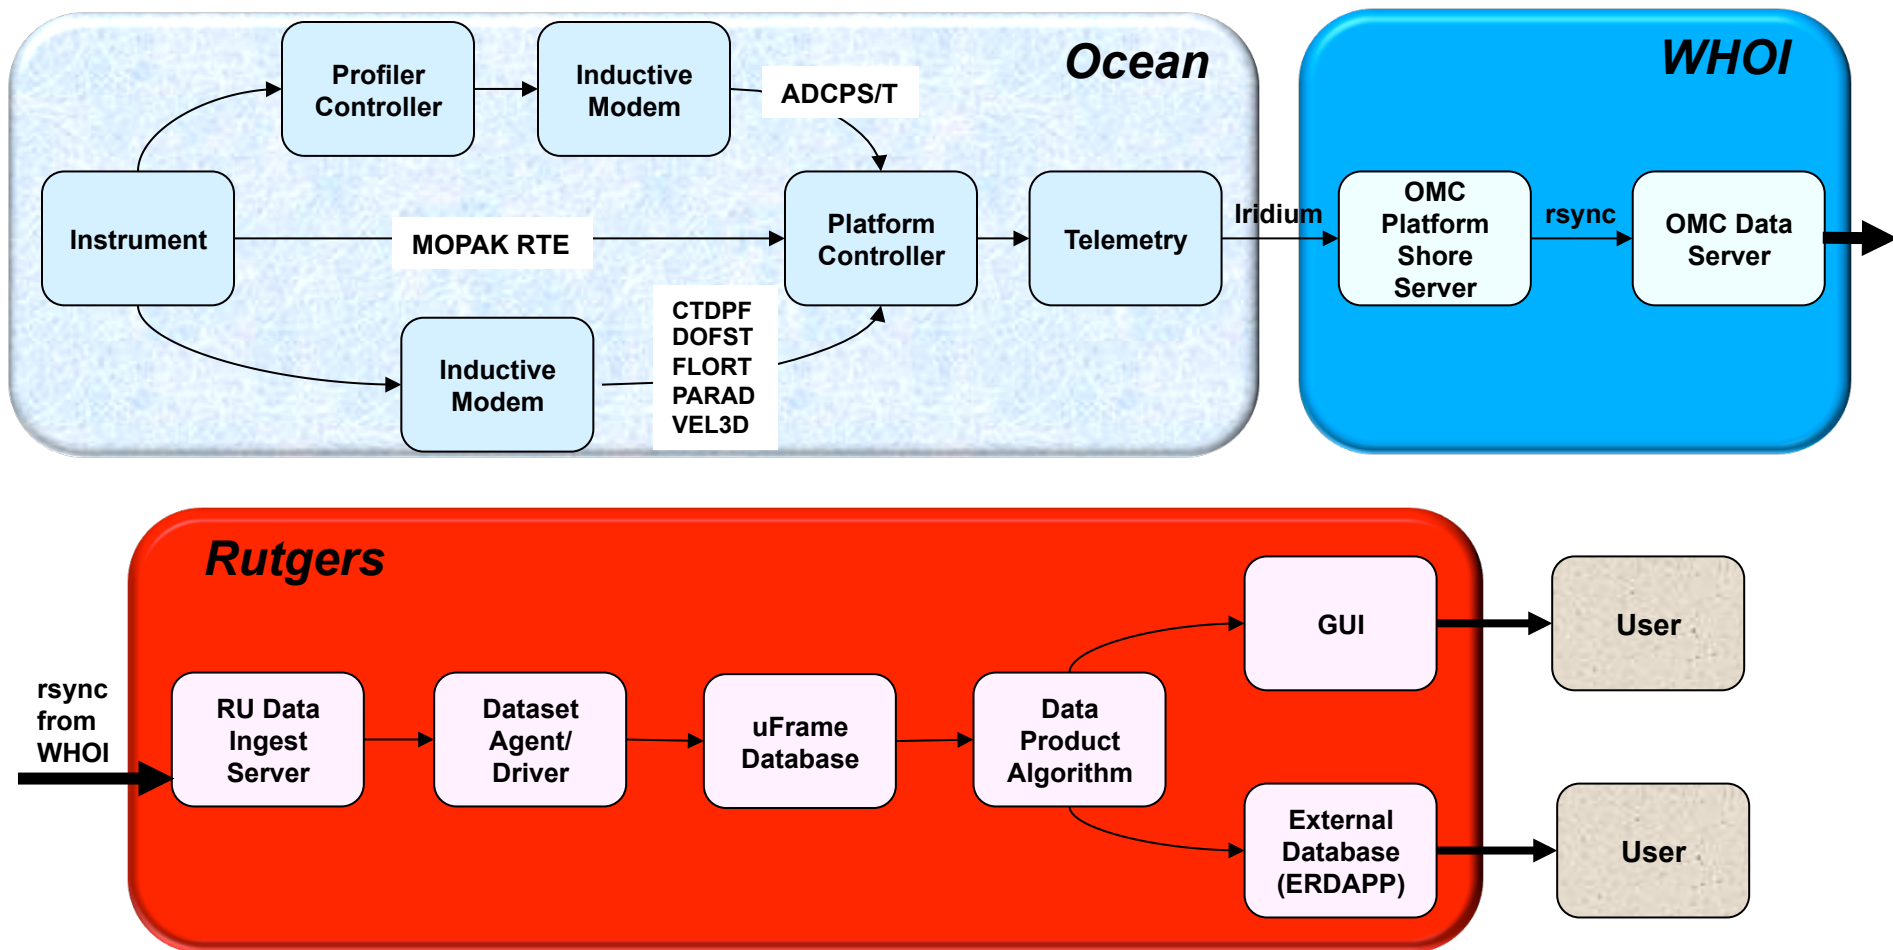 Ocean
Profiler
Controller
Inductive
Modem
ADCPS/T
Instrument
MOPAK RTE
Platform
Controller
Telemetry
Inductive
Modem
CTDPF
DOFST
FLORT
PARAD
VEL3D
Iridium
WHOI
OMC
Platform
Shore
Server
rsync
OMC Data
Server
Rutgers
rsync
from
WHOI
RU Data
Ingest
Server
Dataset
Agent/
Driver
uFrame
Database
Data
Product
Algorithm
GUI
User
External
Database
(ERDAPP)
User